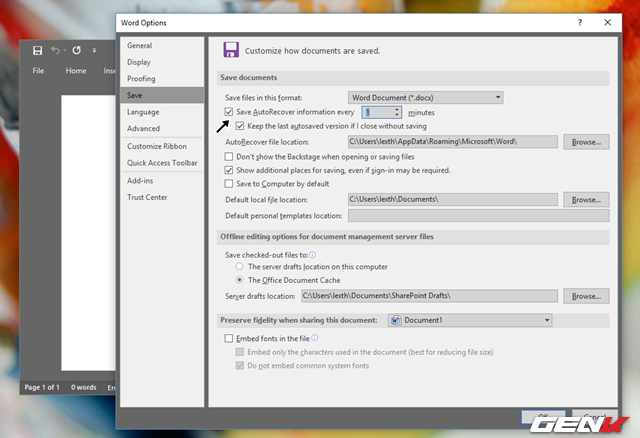 Word Options
General
Display
Proofing
Save
Language
Advanced
Customize Ribbon
Quick Access Toolbar
Add-ins
Trust Center
File
Home
Inse
Page 1 of 1
0 words
En
Customize how documents are saved.
Save documents
Save files in this format: Word Document (*.docx)
Save AutoRecover information every 1 minutes
Keep the last autosaved version if I close without saving
AutoRecover file location: C:\Users\lexth\AppData\Roaming\Microsoft\Word\ Browse...
Don't show the Backstage when opening or saving files
Show additional places for saving, even if sign-in may be required.
Save to Computer by default
Default local file location: C:\Users\lexth\Documents\ Browse...
Default personal templates location:
Offline editing options for document management server files
Save checked-out files to:
The server drafts location on this computer
The Office Document Cache
Server drafts location: C:\Users\lexth\Documents\SharePoint Drafts\ Browse...
Preserve fidelity when sharing this document: Document1
Embed fonts in the file
Embed only the characters used in the document (best for reducing file size)
Do not embed common system fonts
OK Cancel
GENK